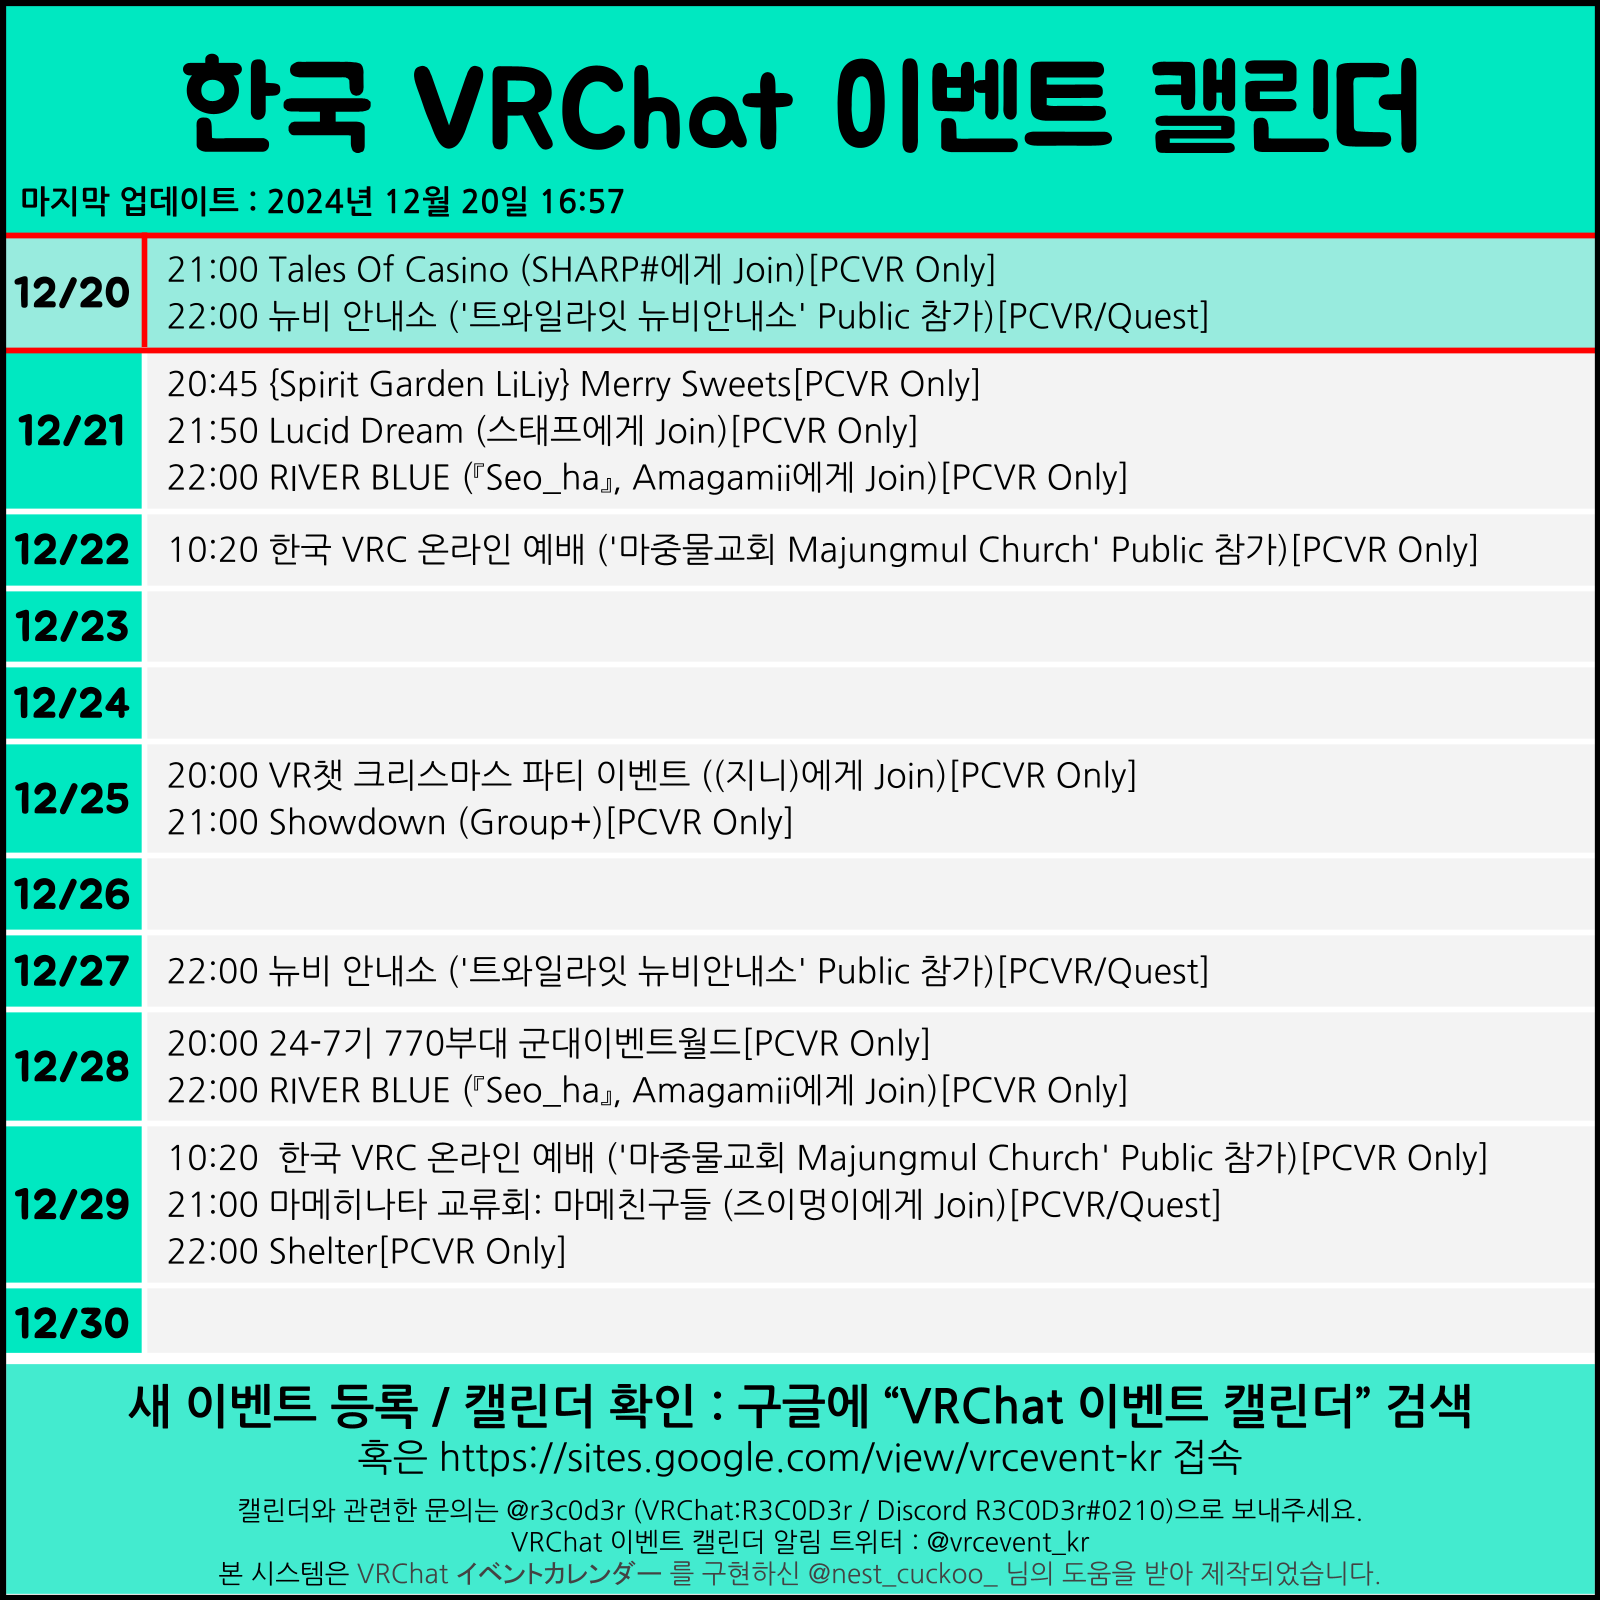 한국 VRChat 이벤트 캘린더
마지막 업데이트 : 2024년 12월 20일 16:57
12/20
21:00 Tales Of Casino (SHARP#에게 Join)[PCVR Only]
22:00 뉴비 안내소 ('트와일라잇 뉴비안내소' Public 참가)[PCVR/Quest]
12/21
20:45 {Spirit Garden LiLiy} Merry Sweets[PCVR Only]
21:50 Lucid Dream (스태프에게 Join)[PCVR Only]
22:00 RIVER BLUE (『Seo_ha』, Amagamii에게 Join)[PCVR Only]
12/22
10:20 한국 VRC 온라인 예배 ('마중물교회 Majungmul Church' Public 참가)[PCVR Only]
12/23
12/24
12/25
20:00 VR챗 크리스마스 파티 이벤트 ((지니)에게 Join)[PCVR Only]
21:00 Showdown (Group+)[PCVR Only]
12/26
12/27
22:00 뉴비 안내소 ('트와일라잇 뉴비안내소' Public 참가)[PCVR/Quest]
12/28
20:00 24-7기 770부대 군대이벤트월드[PCVR Only]
22:00 RIVER BLUE (『Seo_ha』, Amagamii에게 Join)[PCVR Only]
12/29
10:20  한국 VRC 온라인 예배 ('마중물교회 Majungmul Church' Public 참가)[PCVR Only]
21:00 마메히나타 교류회: 마메친구들 (즈이멍이에게 Join)[PCVR/Quest]
22:00 Shelter[PCVR Only]
12/30
새 이벤트 등록 / 캘린더 확인 : 구글에 “VRChat 이벤트 캘린더” 검색
혹은 https://sites.google.com/view/vrcevent-kr 접속
캘린더와 관련한 문의는 @r3c0d3r (VRChat:R3C0D3r / Discord R3C0D3r#0210)으로 보내주세요.
VRChat 이벤트 캘린더 알림 트위터 : @vrcevent_kr
본 시스템은 VRChat イベントカレンダー 를 구현하신 @nest_cuckoo_ 님의 도움을 받아 제작되었습니다.